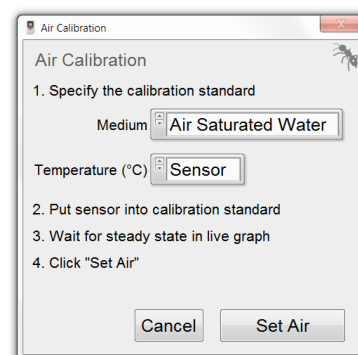 Air Calibration
Air Calibration
1. Specify the calibration standard
Medium Air Saturated Water
Temperature (°C) Sensor
2. Put sensor into calibration standard
3. Wait for steady state in live graph
4. Click "Set Air"
Cancel Set Air